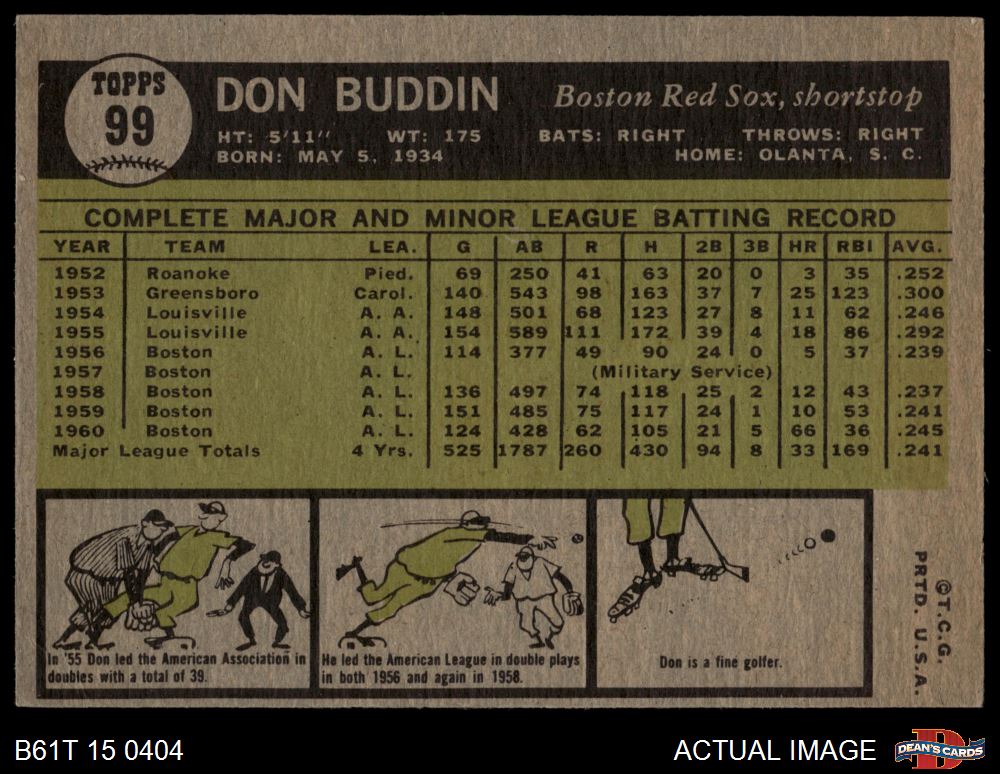 TOPPS
99
DON BUDDIN Boston Red Sox, shortstop
HT: 5'11" WT: 175 BATS: RIGHT THROWS: RIGHT
BORN: MAY 5, 1934 HOME: OLANTA, S. C.
COMPLETE MAJOR AND MINOR LEAGUE BATTING RECORD
YEAR TEAM LEA. G AB R H 2B 3B HR RBI AVG.
1952 Roanoke Pied. 69 250 41 63 20 0 3 35 .252
1953 Greensboro Carol. 140 543 98 163 37 7 25 123 .300
1954 Louisville A. A. 148 501 68 123 27 8 11 62 .246
1955 Louisville A. A. 154 589 111 172 39 4 18 86 .292
1956 Boston A. L. 114 377 49 90 24 0 5 37 .239
1957 Boston A. L. (Military Service)
1958 Boston A. L. 136 497 74 118 25 2 12 43 .237
1959 Boston A. L. 151 485 75 117 24 1 10 53 .241
1960 Boston A. L. 124 428 62 105 21 5 66 36 .245
Major League Totals 4 Yrs. 525 1787 260 430 94 8 33 169 .241
In '55 Don led the American Association in
doubles with a total of 39.
He led the American League in double plays
in both 1956 and again in 1958.
Don is a fine golfer.
©T.C.G.
PRTD. U.S.A.
B61T 15 0404
ACTUAL IMAGE
DEAN'S CARDS